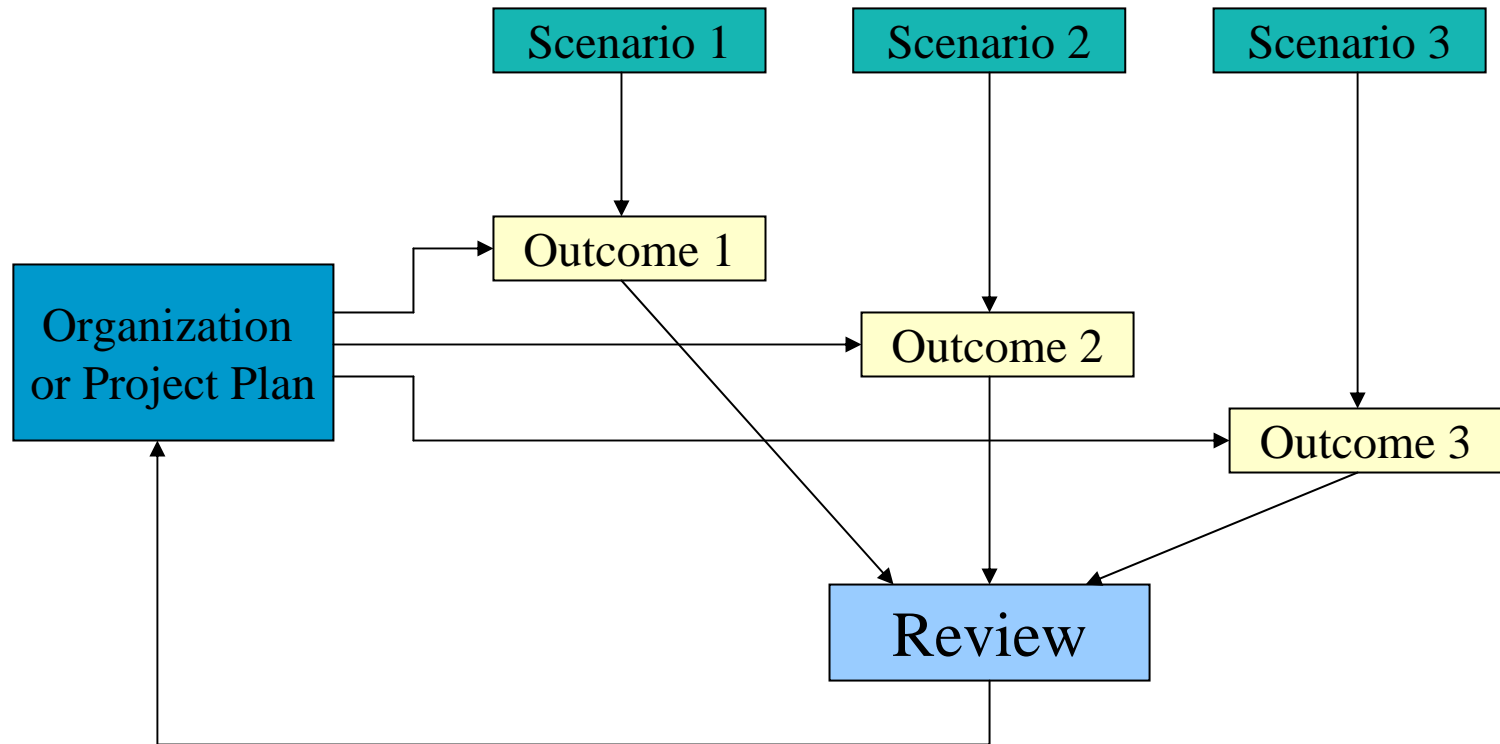 Scenario 1
Scenario 2
Scenario 3
Outcome 1
Organization
or Project Plan
Outcome 2
Outcome 3
Review